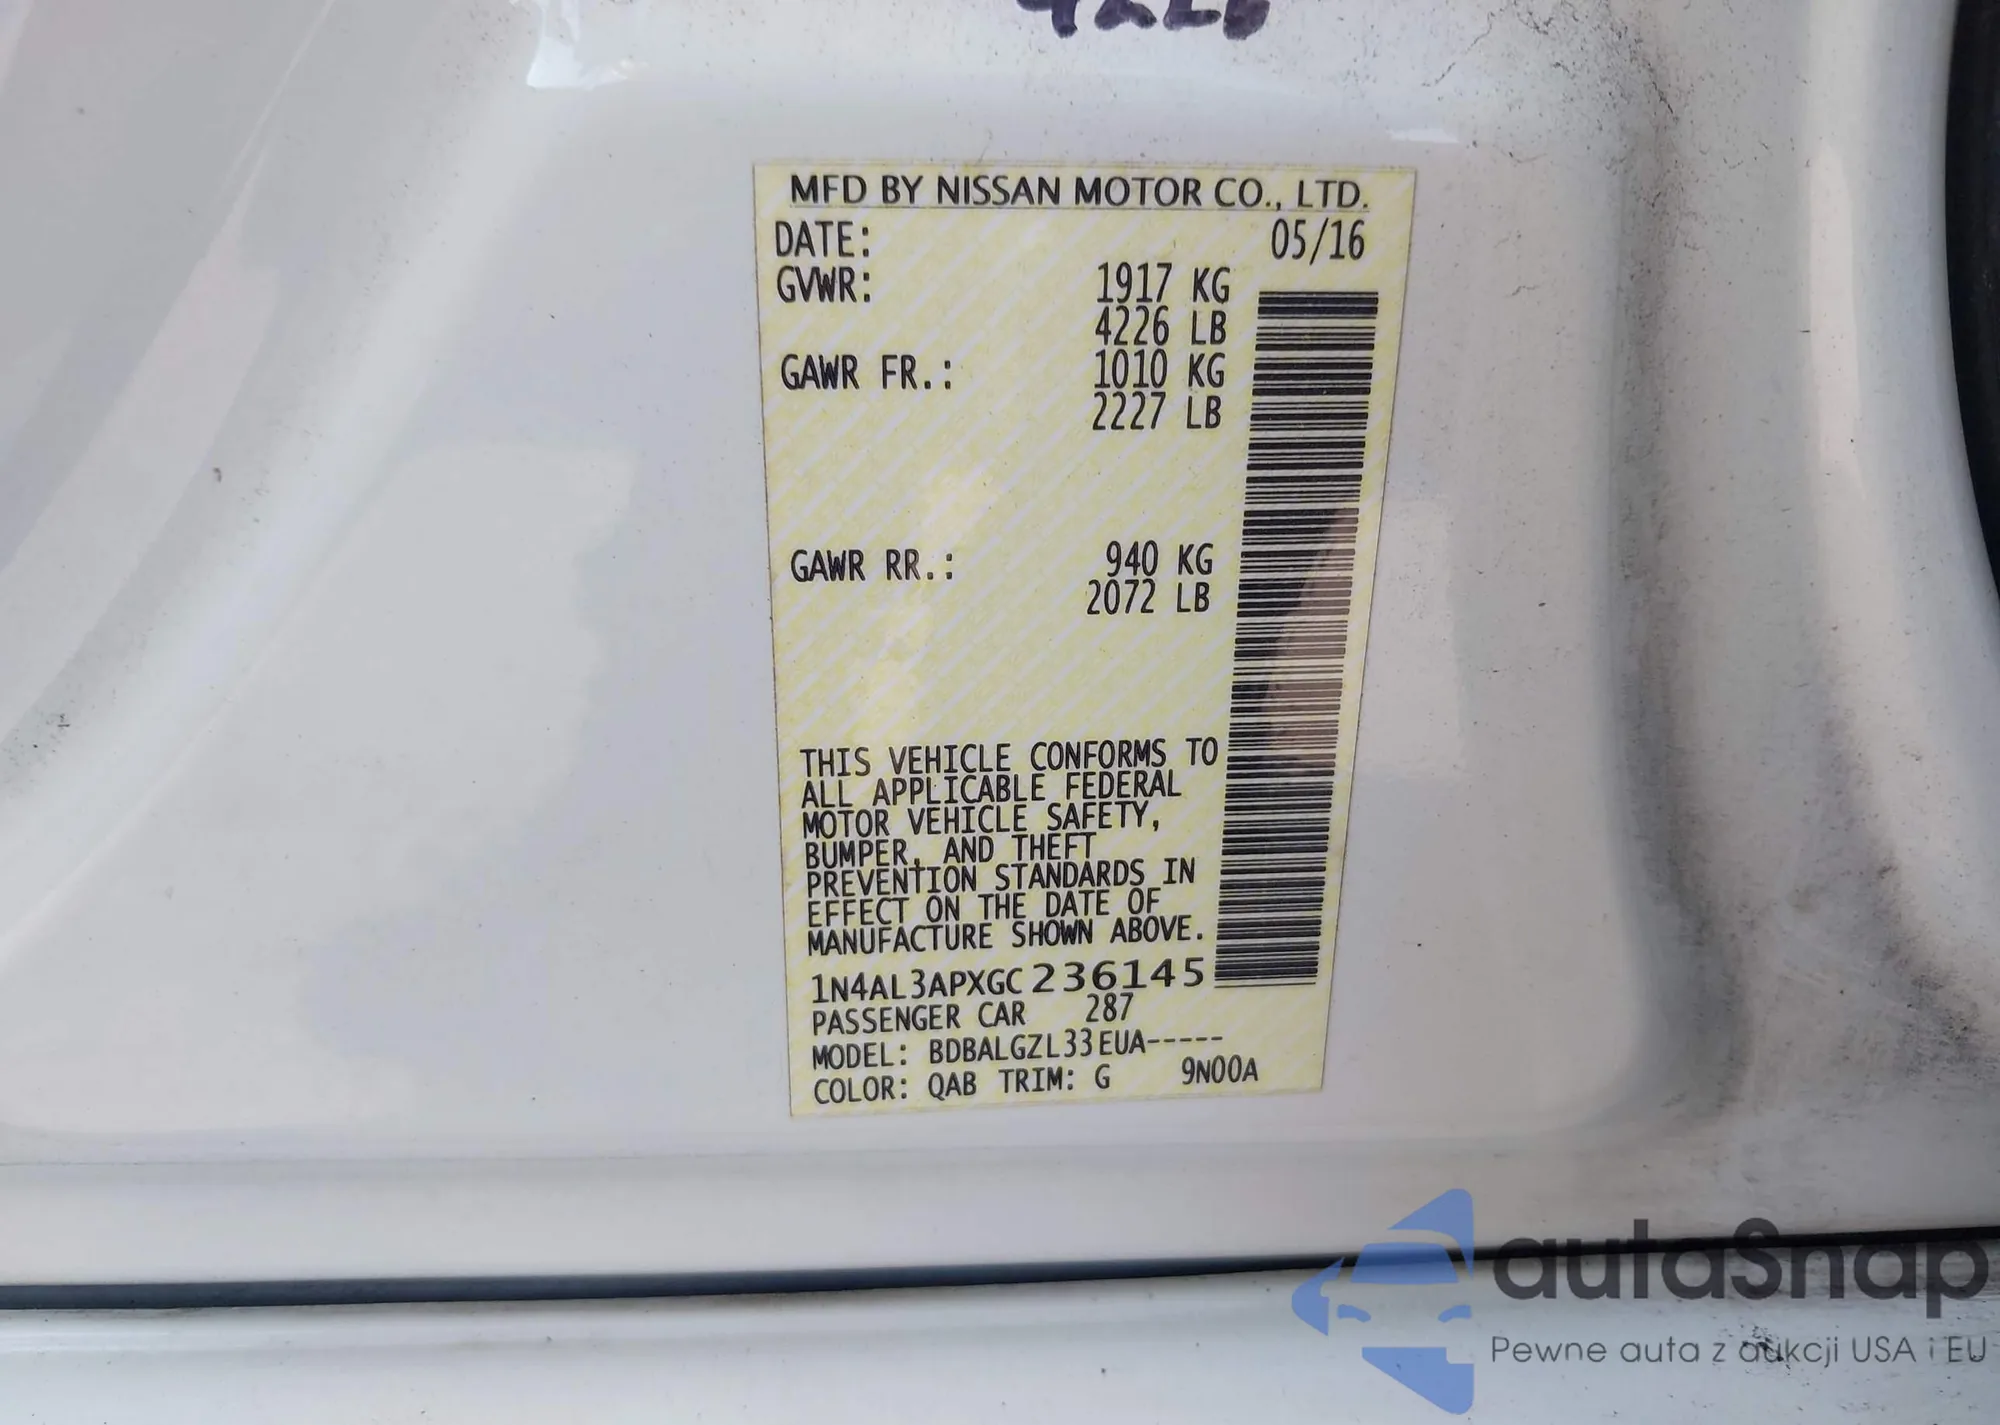 MFD BY NISSAN MOTOR CO., LTD.
DATE: 05/16
GVWR: 1917 KG
4226 LB
GAWR FR.: 1010 KG
2227 LB
GAWR RR.: 940 KG
2072 LB
THIS VEHICLE CONFORMS TO
ALL APPLICABLE FEDERAL
MOTOR VEHICLE SAFETY,
BUMPER, AND THEFT
PREVENTION STANDARDS IN
EFFECT ON THE DATE OF
MANUFACTURE SHOWN ABOVE.
1N4AL3APXGC236145
PASSENGER CAR 287
MODEL: BDBALGZL33EUA-----
COLOR: QAB TRIM: G 9N00A
autaSnap
Pewne auta z aukcji USA i EU